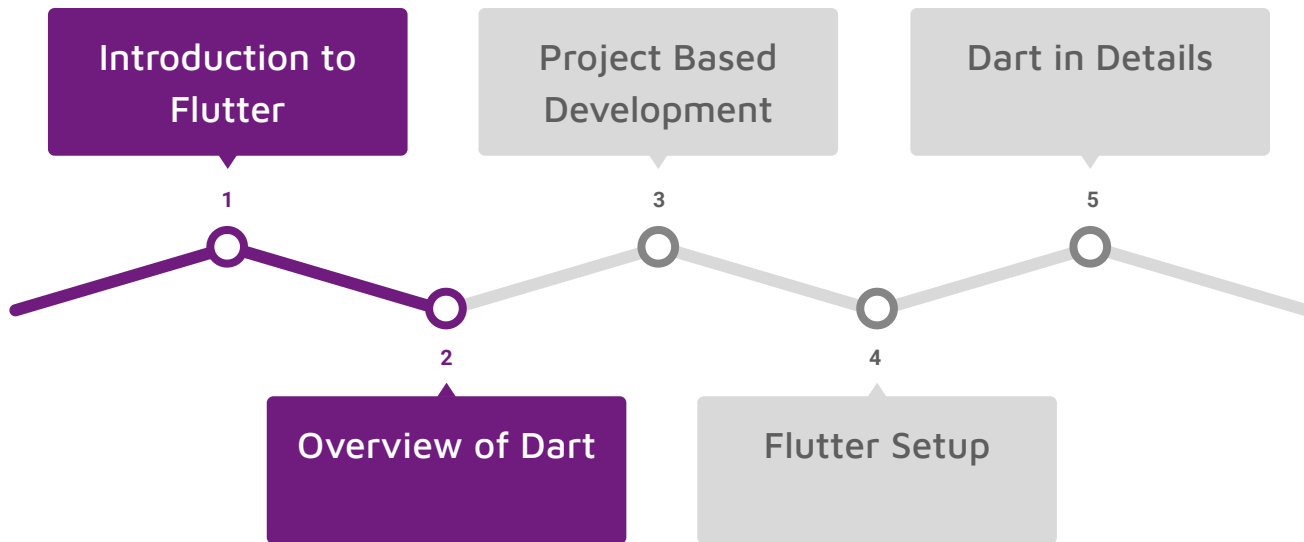 Introduction to
Flutter
Project Based
Development
Dart in Details
1
3
5
2
4
Overview of Dart
Flutter Setup